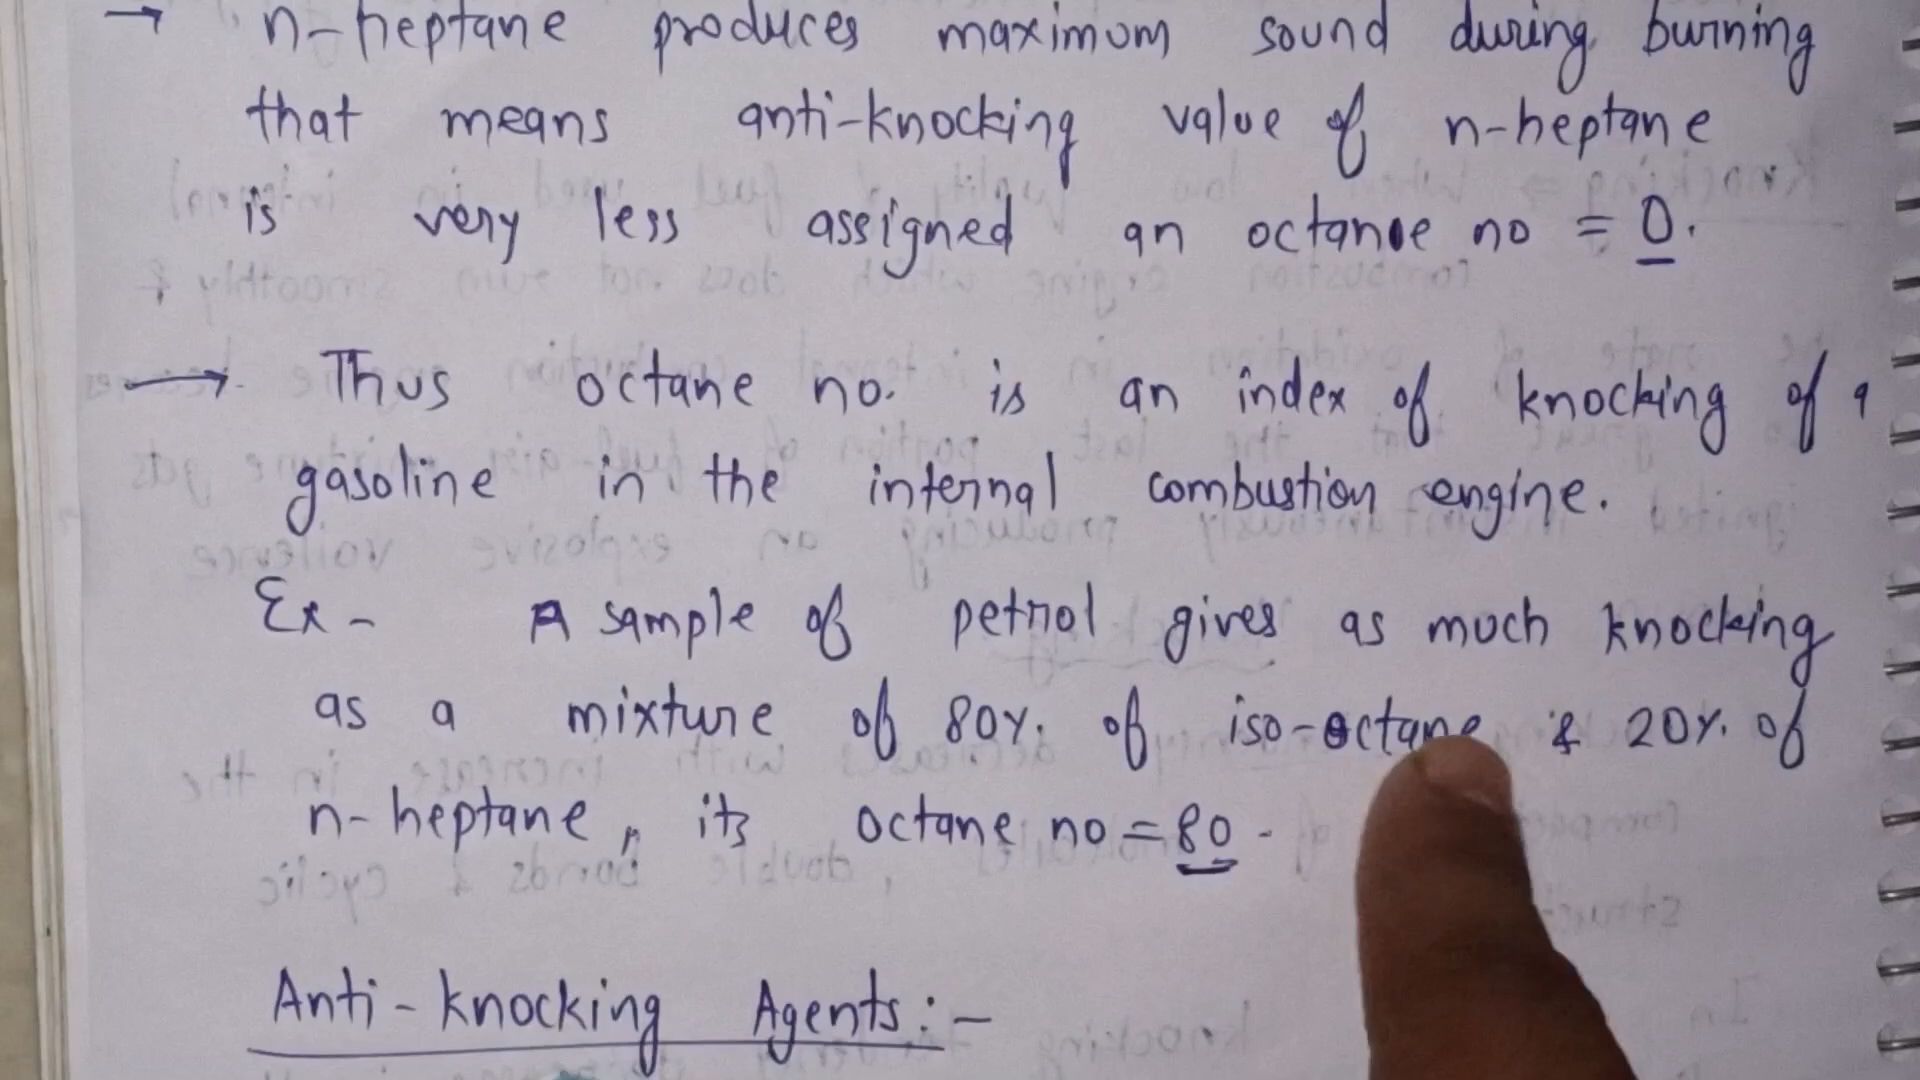 → n-heptane produces maximum sound during burning
that means anti-knocking value of n-heptane
is very less assigned an octane no = 0.
→ Thus octane no. is an index of knocking of a
gasoline in the internal combustion engine.
Ex - A sample of petrol gives as much knocking
as a mixture of 80%. of iso-octane & 20%. of
n-heptane, its octane no = 80 -
Anti-knocking Agents:-